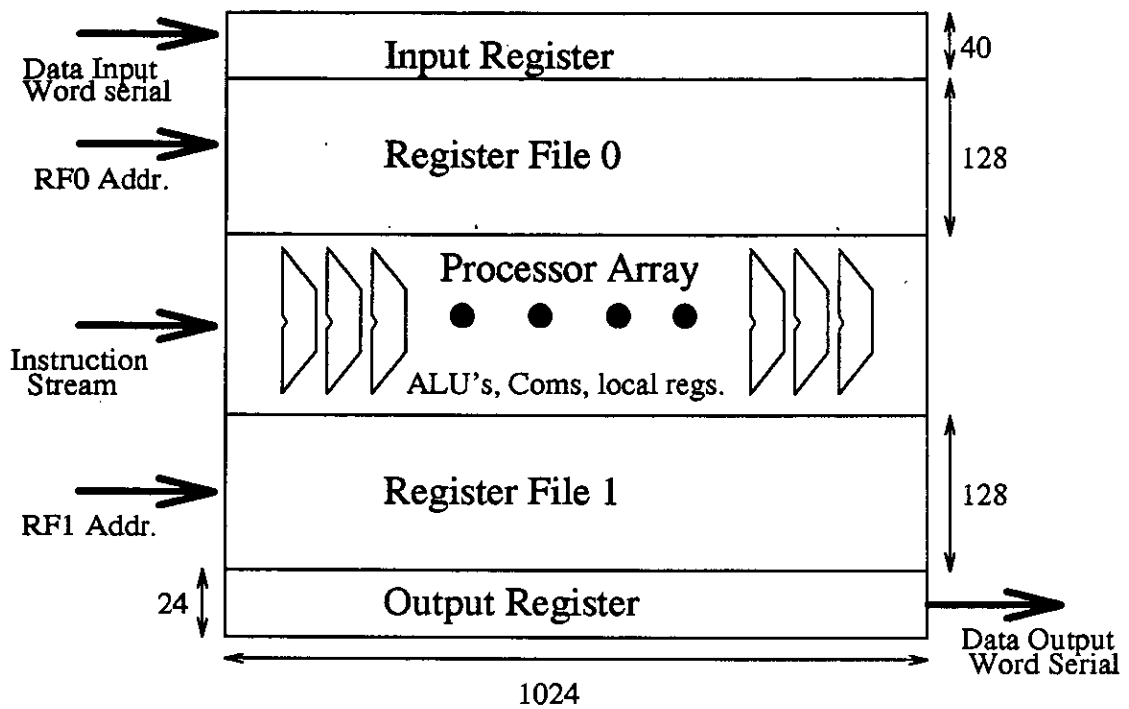 Input Register
40
Data Input
Word serial
Register File 0
128
RF0 Addr.
Processor Array
Instruction
Stream
ALU's, Coms, local regs.
Register File 1
128
RF1 Addr.
24
Output Register
Data Output
Word Serial
1024